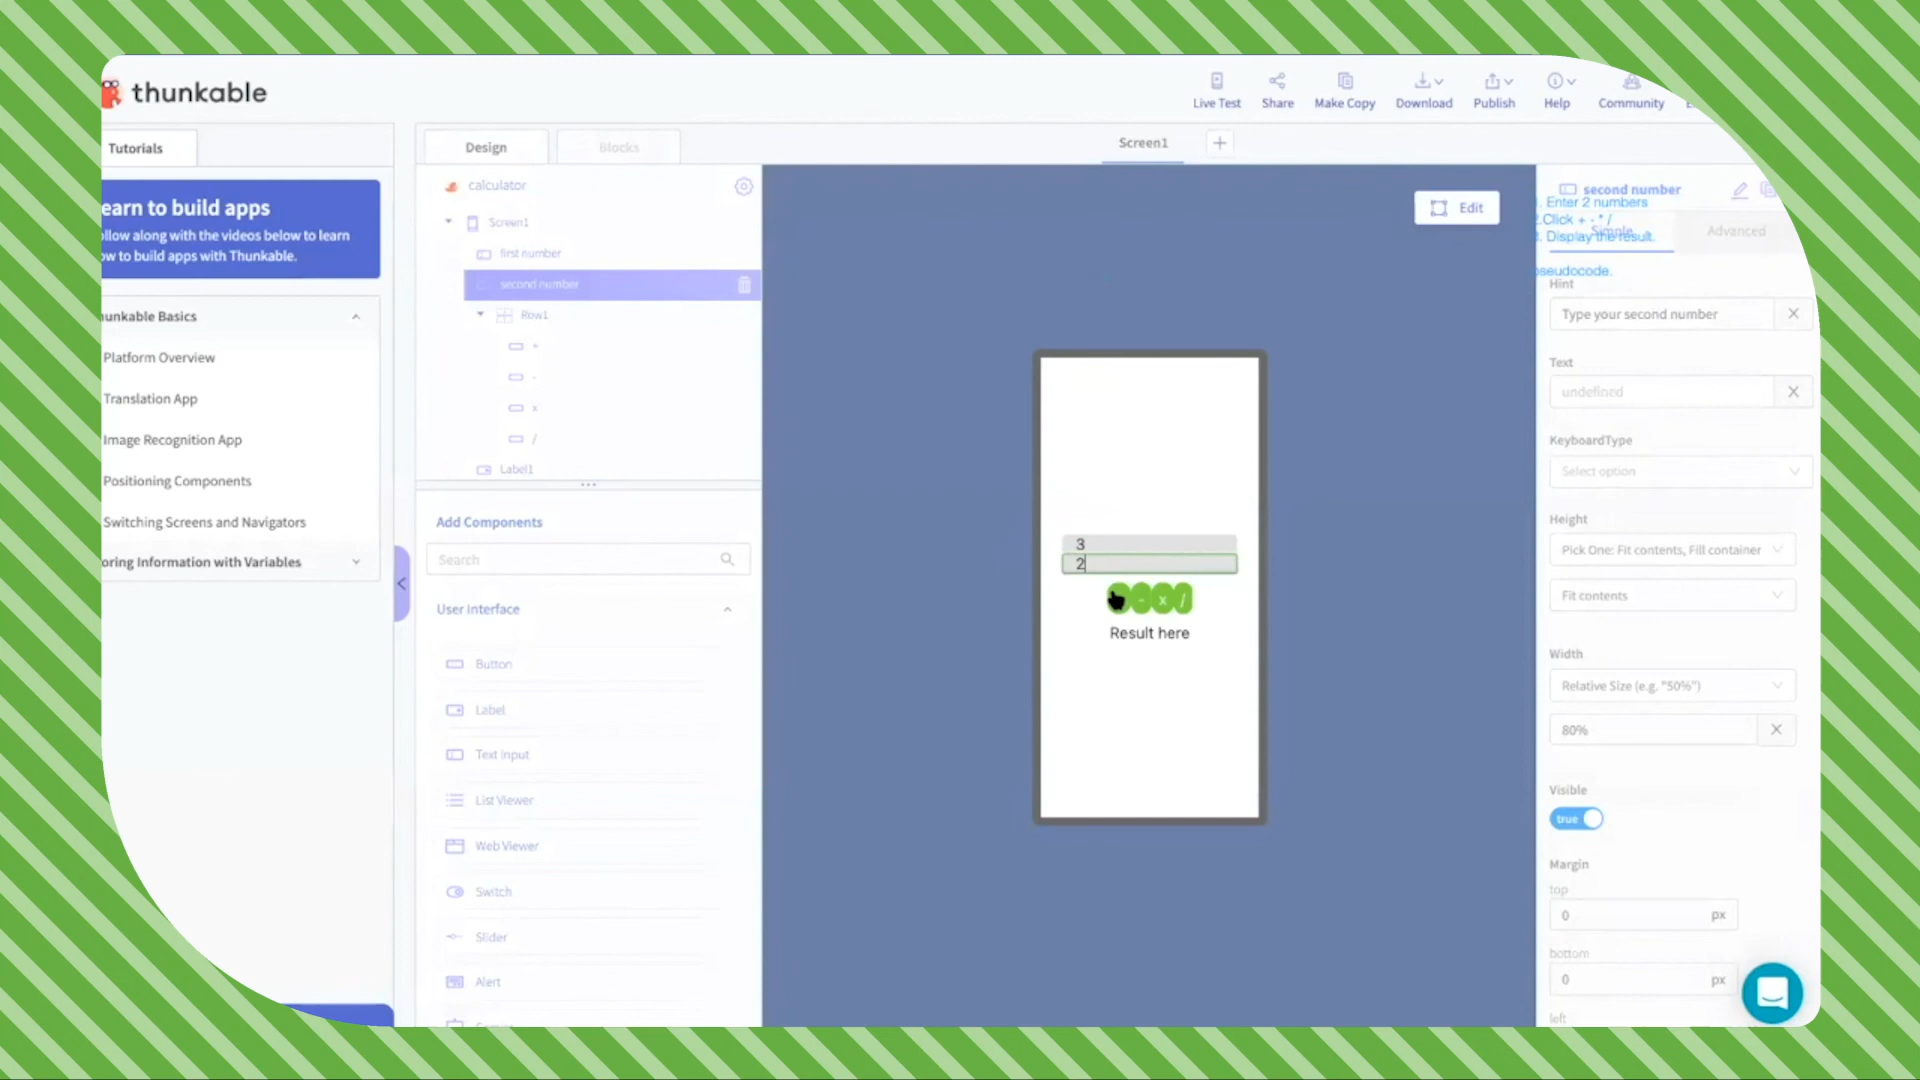 thunkable
Live Test
Share
Make Copy
Download
Publish
Help
Community
Tutorials
Design
Blocks
Screen1
earn to build apps
ollow along with the videos below to learn
ow to build apps with Thunkable.
unkable Basics
Platform Overview
Translation App
Image Recognition App
Positioning Components
Switching Screens and Navigators
oring Information with Variables
calculator
Screen1
first number
second number
Row1
+
-
x
/
Label1
Add Components
Search
User Interface
Button
Label
Text Input
List Viewer
Web Viewer
Switch
Slider
Alert
Edit
3
2
- x /
Result here
second number
. Enter 2 numbers
.Click + - * /
. Display the result.
Simple
Advanced
pseudocode.
Hint
Type your second number
Text
undefined
KeyboardType
Select option
Height
Pick One: Fit contents, Fill container
Fit contents
Width
Relative Size (e.g. "50%")
80%
Visible
true
Margin
top
0 px
bottom
0 px
left